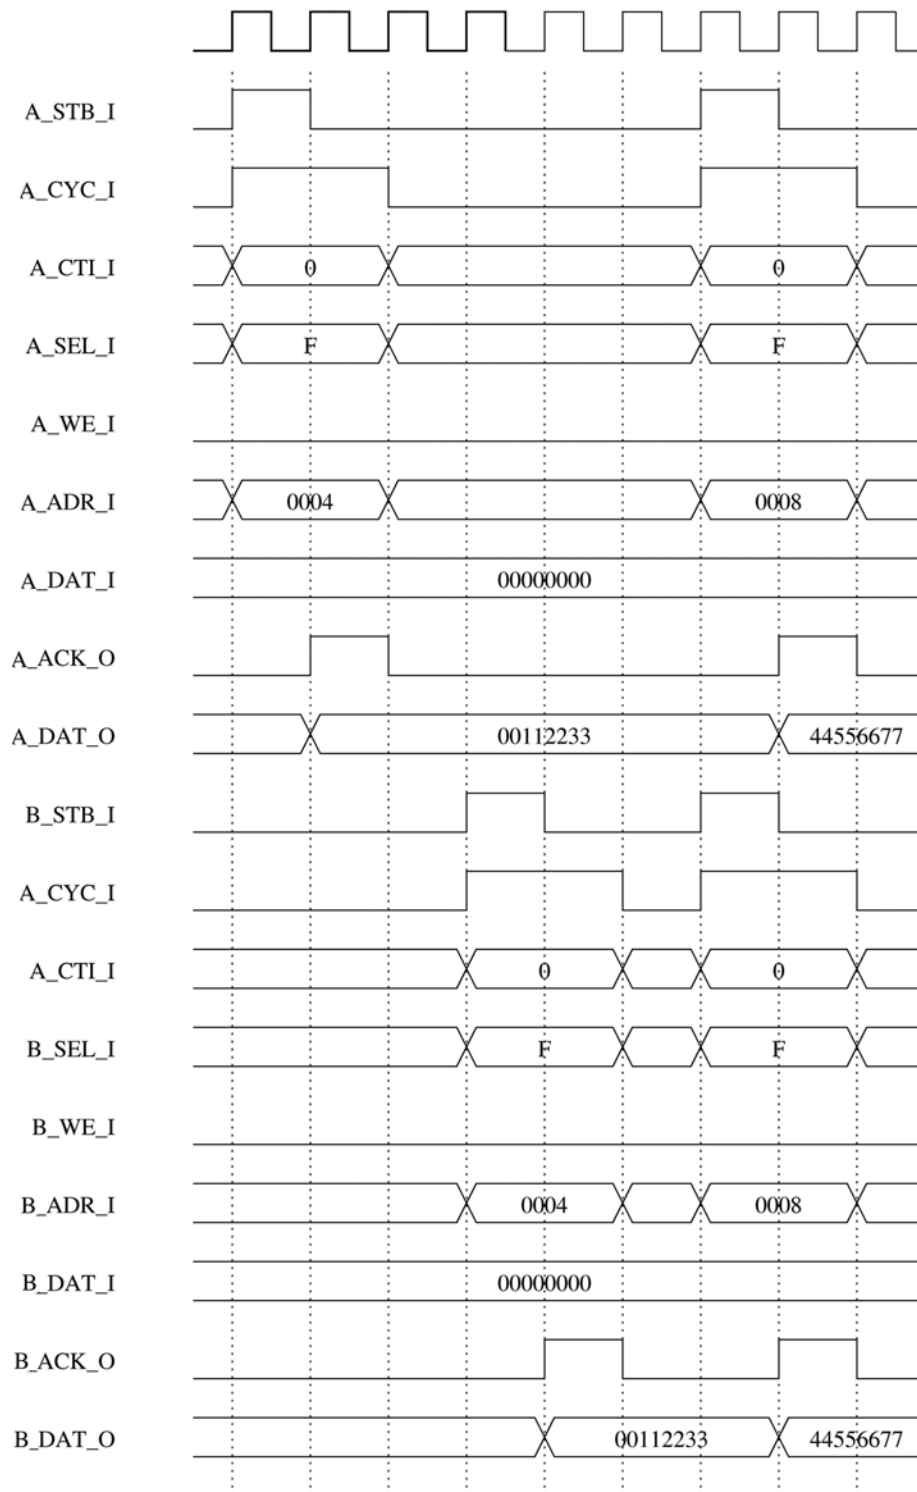 A_STB_I
A_CYC_I
A_CTI_I 0 0
A_SEL_I F F
A_WE_I
A_ADR_I 0004 0008
A_DAT_I 00000000
A_ACK_O
A_DAT_O 00112233 44556677
B_STB_I
A_CYC_I
A_CTI_I 0 0
B_SEL_I F F
B_WE_I
B_ADR_I 0004 0008
B_DAT_I 00000000
B_ACK_O
B_DAT_O 00112233 44556677